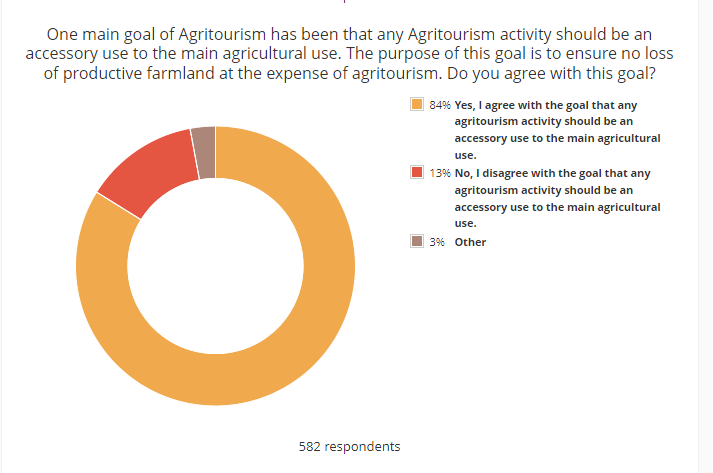 One main goal of Agritourism has been that any Agritourism activity should be an
accessory use to the main agricultural use. The purpose of this goal is to ensure no loss
of productive farmland at the expense of agritourism. Do you agree with this goal?
84% Yes, I agree with the goal that any
agritourism activity should be an
accessory use to the main agricultural
use.
13% No, I disagree with the goal that any
agritourism activity should be an
accessory use to the main agricultural
use.
3% Other
582 respondents